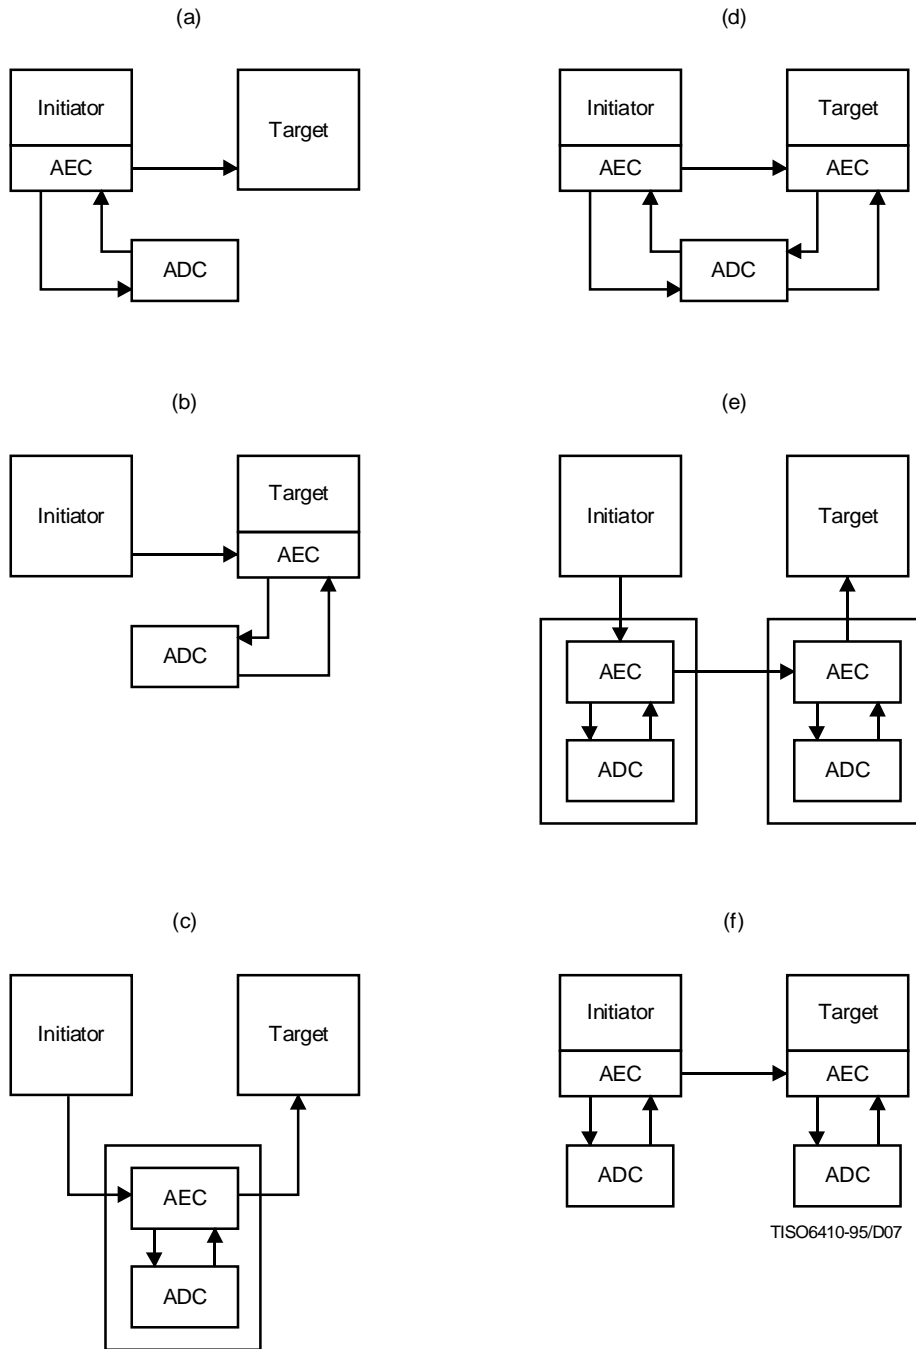 (a)
Initiator
AEC
Target
ADC
(b)
Initiator
Target
AEC
ADC
(c)
Initiator
Target
AEC
ADC
(d)
Initiator
AEC
Target
AEC
ADC
(e)
Initiator
Target
AEC
AEC
ADC
ADC
(f)
Initiator
Target
AEC
AEC
ADC
ADC
TISO6410-95/D07